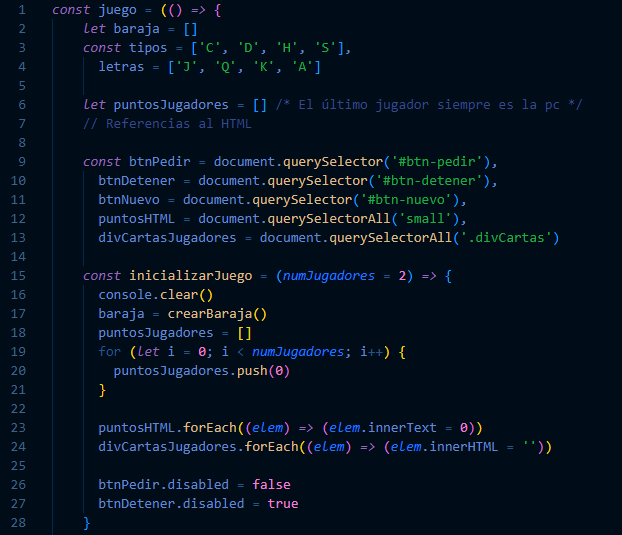 1 const juego = (() => {
2 let baraja = []
3 const tipos = ['C', 'D', 'H', 'S'],
4 letras = ['J', 'Q', 'K', 'A']
5
6 let puntosJugadores = [] /* El último jugador siempre es la pc */
7 // Referencias al HTML
8
9 const btnPedir = document.querySelector('#btn-pedir'),
10 btnDetener = document.querySelector('#btn-detener'),
11 btnNuevo = document.querySelector('#btn-nuevo'),
12 puntosHTML = document.querySelectorAll('small'),
13 divCartasJugadores = document.querySelectorAll('.divCartas')
14
15 const inicializarJuego = (numJugadores = 2) => {
16 console.clear()
17 baraja = crearBaraja()
18 puntosJugadores = []
19 for (let i = 0; i < numJugadores; i++) {
20 puntosJugadores.push(0)
21 }
22
23 puntosHTML.forEach((elem) => (elem.innerText = 0))
24 divCartasJugadores.forEach((elem) => (elem.innerHTML = ''))
25
26 btnPedir.disabled = false
27 btnDetener.disabled = true
28 }